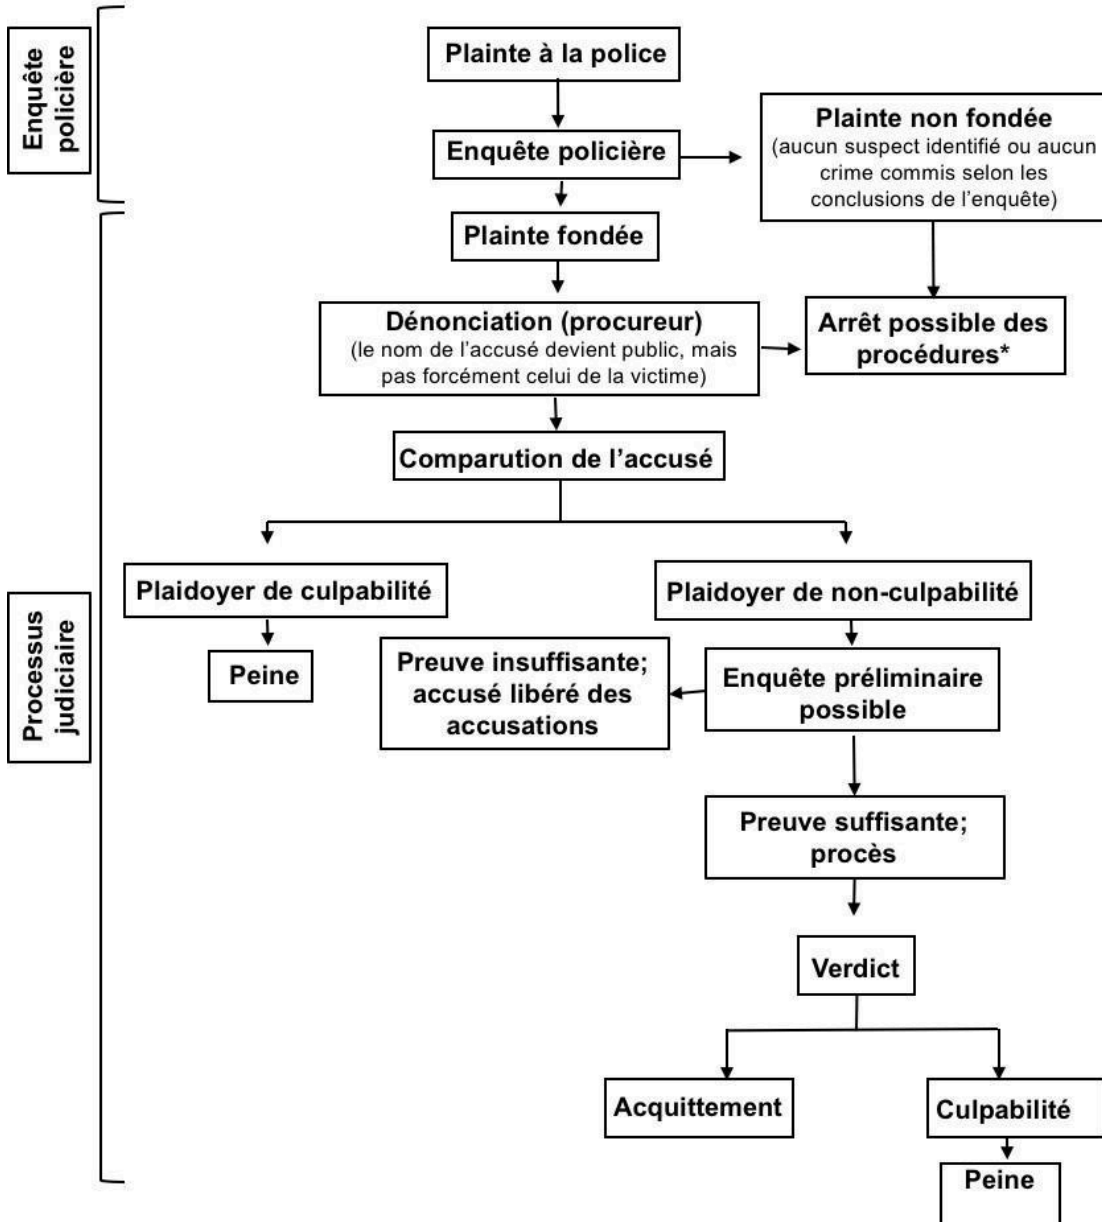 Enquête
policière
Plainte à la police
Enquête policière
Plainte non fondée
(aucun suspect identifié ou aucun
crime commis selon les
conclusions de l'enquête)
Processus
judiciaire
Plainte fondée
Dénonciation (procureur)
(le nom de l'accusé devient public, mais
pas forcément celui de la victime)
Arrêt possible des
procédures*
Comparution de l'accusé
Plaidoyer de culpabilité
Plaidoyer de non-culpabilité
Peine
Preuve insuffisante;
accusé libéré des
accusations
Enquête préliminaire
possible
Preuve suffisante;
procès
Verdict
Acquittement
Culpabilité
Peine